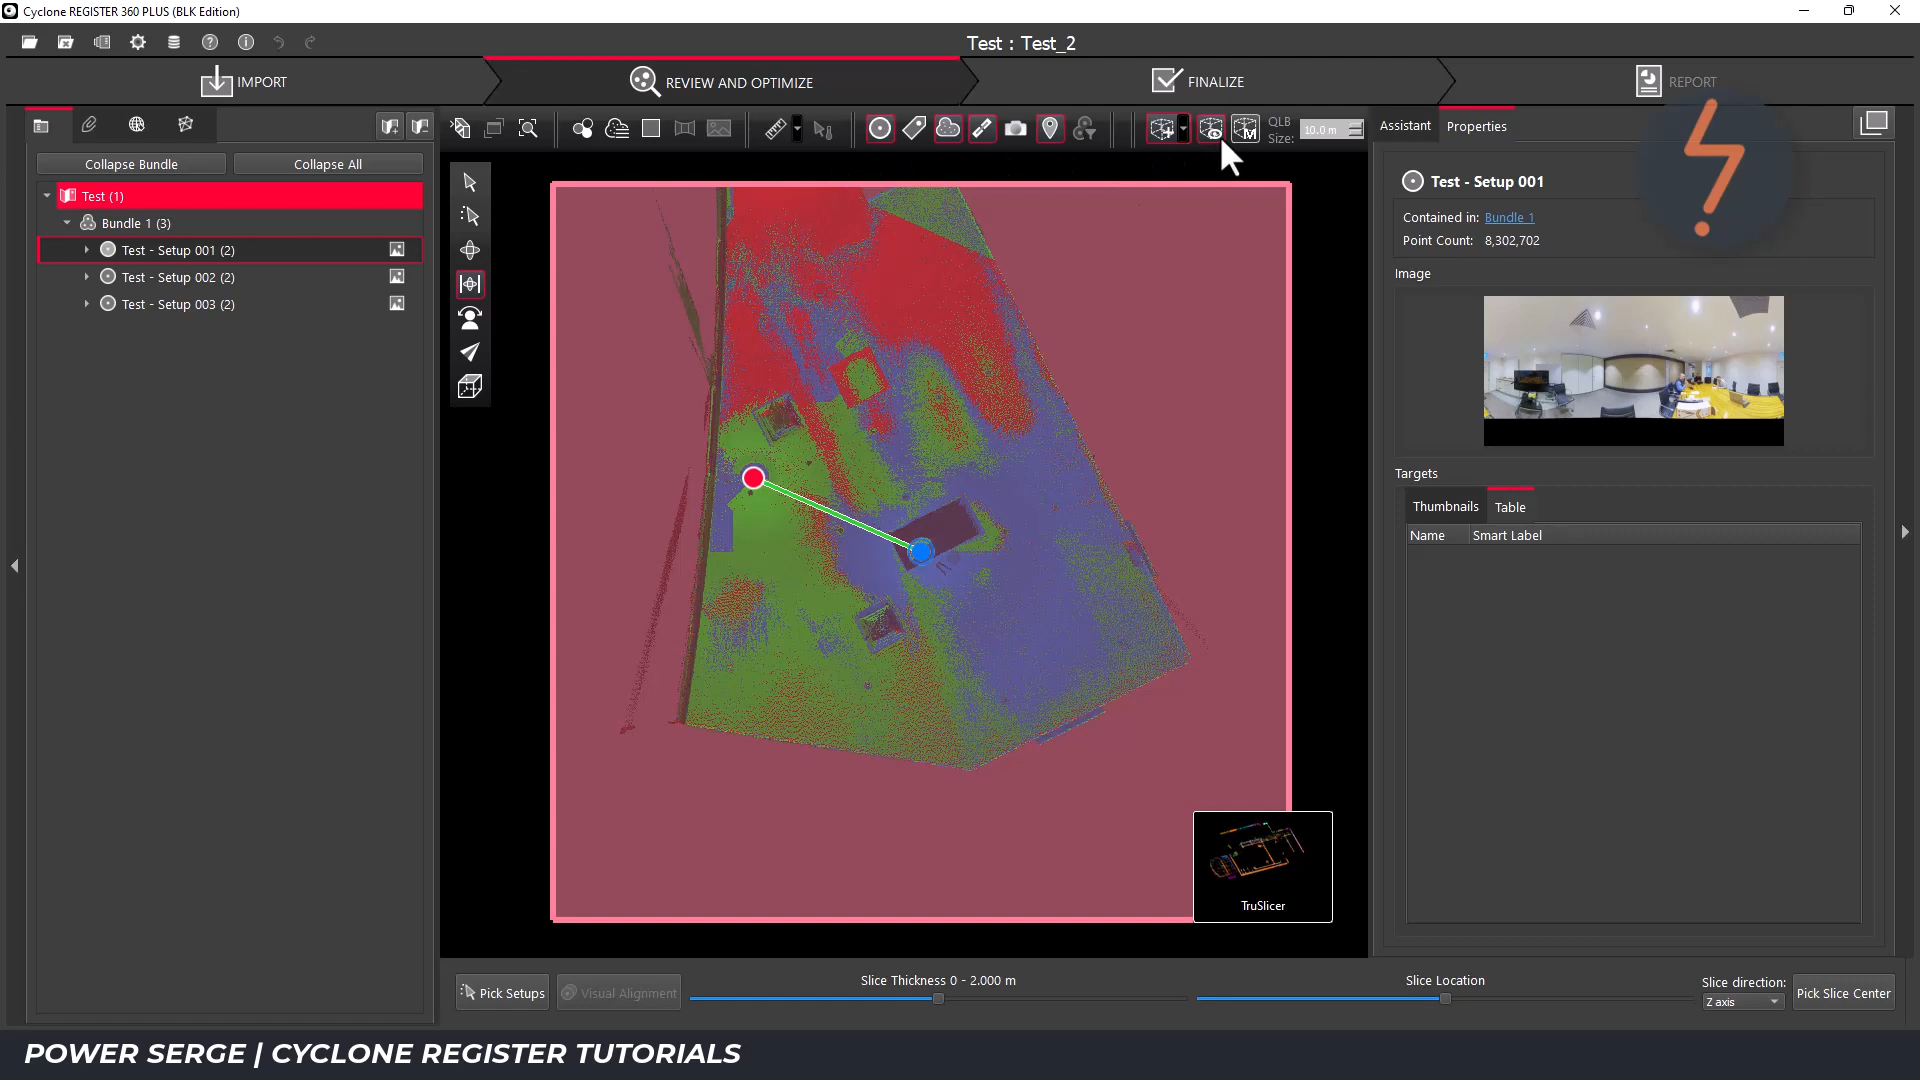 Cyclone REGISTER 360 PLUS (BLK Edition)
Test : Test_2
IMPORT
REVIEW AND OPTIMIZE
FINALIZE
REPORT
QLB
Size:
10.0 m
M
Assistant
Properties
Collapse Bundle
Collapse All
Test (1)
Bundle 1 (3)
Test - Setup 001 (2)
Test - Setup 002 (2)
Test - Setup 003 (2)
Test - Setup 001
Contained in: Bundle 1
Point Count: 8,302,702
Image
Targets
Thumbnails
Table
Name
Smart Label
TruSlicer
Pick Setups
Visual Alignment
Slice Thickness 0 - 2.000 m
Slice Location
Slice direction:
Z axis
Pick Slice Center
POWER SERGE | CYCLONE REGISTER TUTORIALS